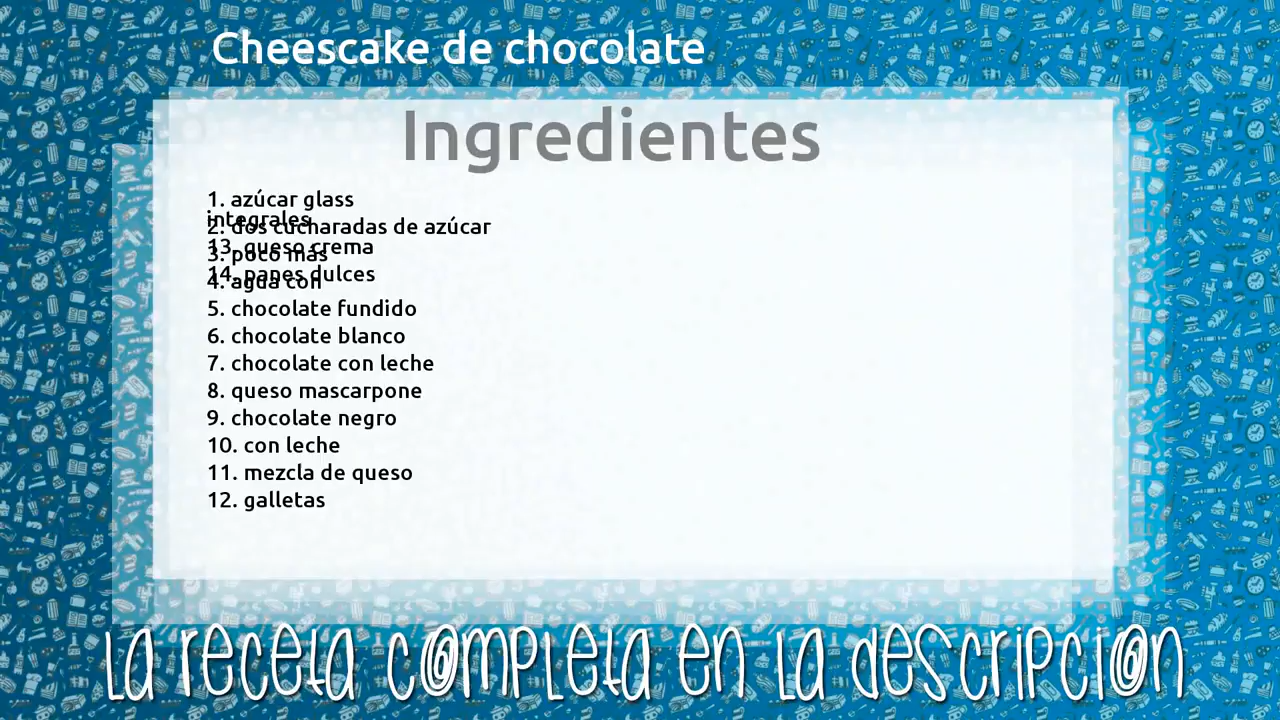 Cheescake de chocolate
Ingredientes
1. azúcar glass
integrales
2. dos cucharadas de azúcar
13. queso crema
3. poco más
14. panes dulces
4. agua con
5. chocolate fundido
6. chocolate blanco
7. chocolate con leche
8. queso mascarpone
9. chocolate negro
10. con leche
11. mezcla de queso
12. galletas
La receta completa en la descripcion